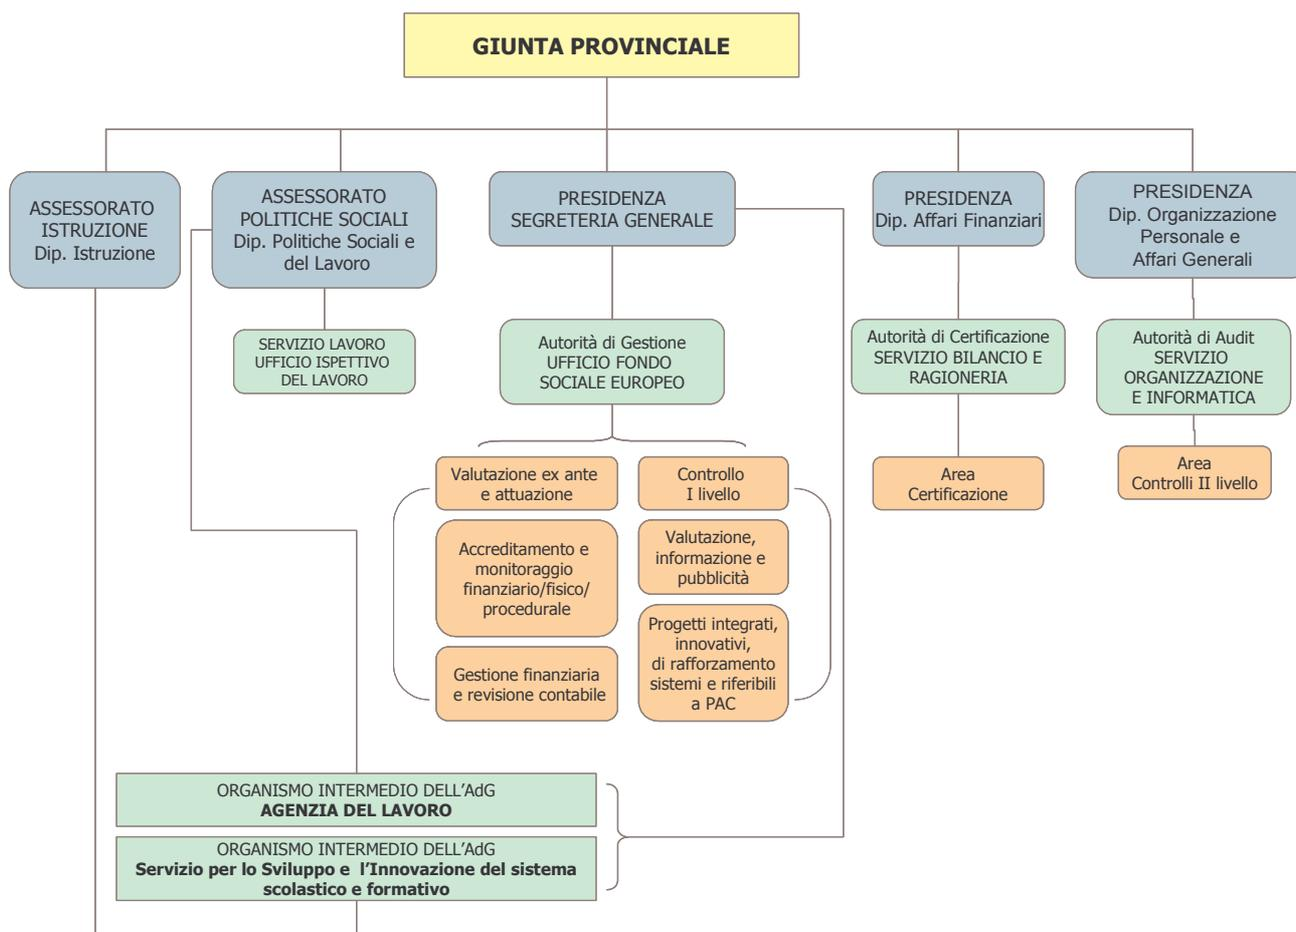 GIUNTA PROVINCIALE
ASSESSORATO
ISTRUZIONE
Dip. Istruzione
ASSESSORATO
POLITICHE SOCIALI
Dip. Politiche Sociali e
del Lavoro
PRESIDENZA
SEGRETERIA GENERALE
PRESIDENZA
Dip. Affari Finanziari
PRESIDENZA
Dip. Organizzazione
Personale e
Affari Generali
SERVIZIO LAVORO
UFFICIO ISPETTIVO
DEL LAVORO
Autorità di Gestione
UFFICIO FONDO
SOCIALE EUROPEO
Autorità di Certificazione
SERVIZIO BILANCIO E
RAGIONERIA
Autorità di Audit
SERVIZIO
ORGANIZZAZIONE
E INFORMATICA
Valutazione ex ante
e attuazione
Controllo
I livello
Area
Certificazione
Area
Controlli II livello
Accreditamento e
monitoraggio
finanziario/fisico/
procedurale
Valutazione,
informazione e
pubblicità
Gestione finanziaria
e revisione contabile
Progetti integrati,
innovativi,
di rafforzamento
sistemi e riferibili
a PAC
ORGANISMO INTERMEDIO DELL'AdG
AGENZIA DEL LAVORO
ORGANISMO INTERMEDIO DELL'AdG
Servizio per lo Sviluppo e l'Innovazione del sistema
scolastico e formativo